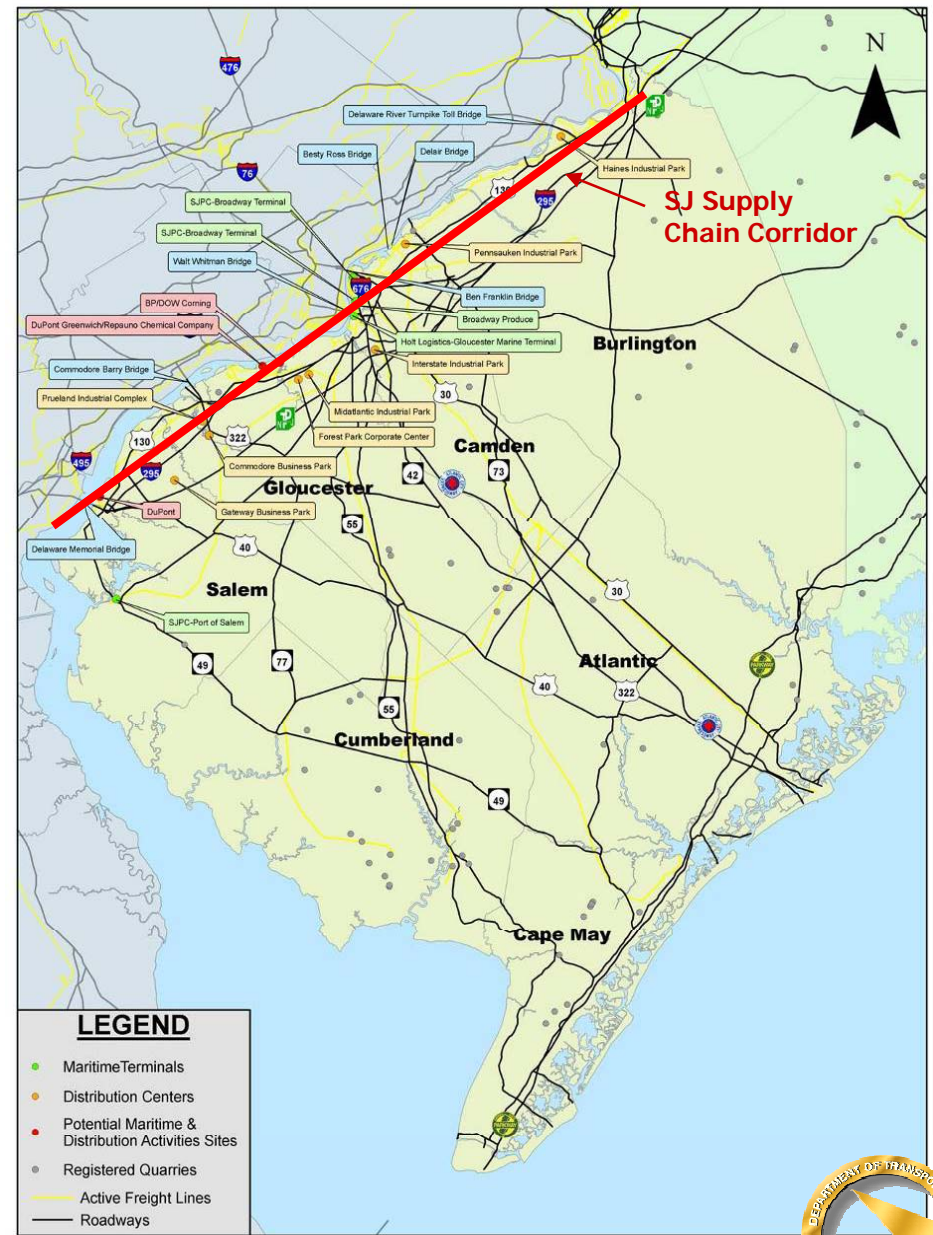 N
476
Delaware River Turnpike Toll Bridge
Besty Ross Bridge
Delair Bridge
76
Haines Industrial Park
130
295
SJPC-Broadway Terminal
SJ Supply
Chain Corridor
SJPC-Broadway Terminal
Pennsauken Industrial Park
Walt Whitman Bridge
676
BP/DOW Corning
Ben Franklin Bridge
DuPont Greenwich/Repauno Chemical Company
Broadway Produce
Holt Logistics-Gloucester Marine Terminal
Burlington
Commodore Barry Bridge
Interstate Industrial Park
Prueland Industrial Complex
30
Midatlantic Industrial Park
Forest Park Corporate Center
130
322
Camden
495
295
Commodore Business Park
42
73
Gloucester
DuPont
Gateway Business Park
55
Delaware Memorial Bridge
40
Salem
30
SJPC-Port of Salem
49
77
Atlantic
40
322
PARKWAY
55
Cumberland
49
Cape May
LEGEND
MaritimeTerminals
Distribution Centers
Potential Maritime &
Distribution Activities Sites
Registered Quarries
Active Freight Lines
Roadways
PARKWAY